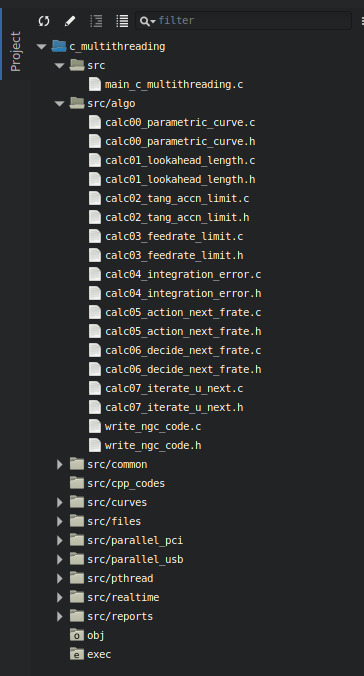 Project
filter
c_multithreading
src
main_c_multithreading.c
src/algo
calc00_parametric_curve.c
calc00_parametric_curve.h
calc01_lookahead_length.c
calc01_lookahead_length.h
calc02_tang_accn_limit.c
calc02_tang_accn_limit.h
calc03_feedrate_limit.c
calc03_feedrate_limit.h
calc04_integration_error.c
calc04_integration_error.h
calc05_action_next_frate.c
calc05_action_next_frate.h
calc06_decide_next_frate.c
calc06_decide_next_frate.h
calc07_iterate_u_next.c
calc07_iterate_u_next.h
write_ngc_code.c
write_ngc_code.h
src/common
src/cpp_codes
src/curves
src/files
src/parallel_pci
src/parallel_usb
src/pthread
src/realtime
src/reports
o obj
e exec